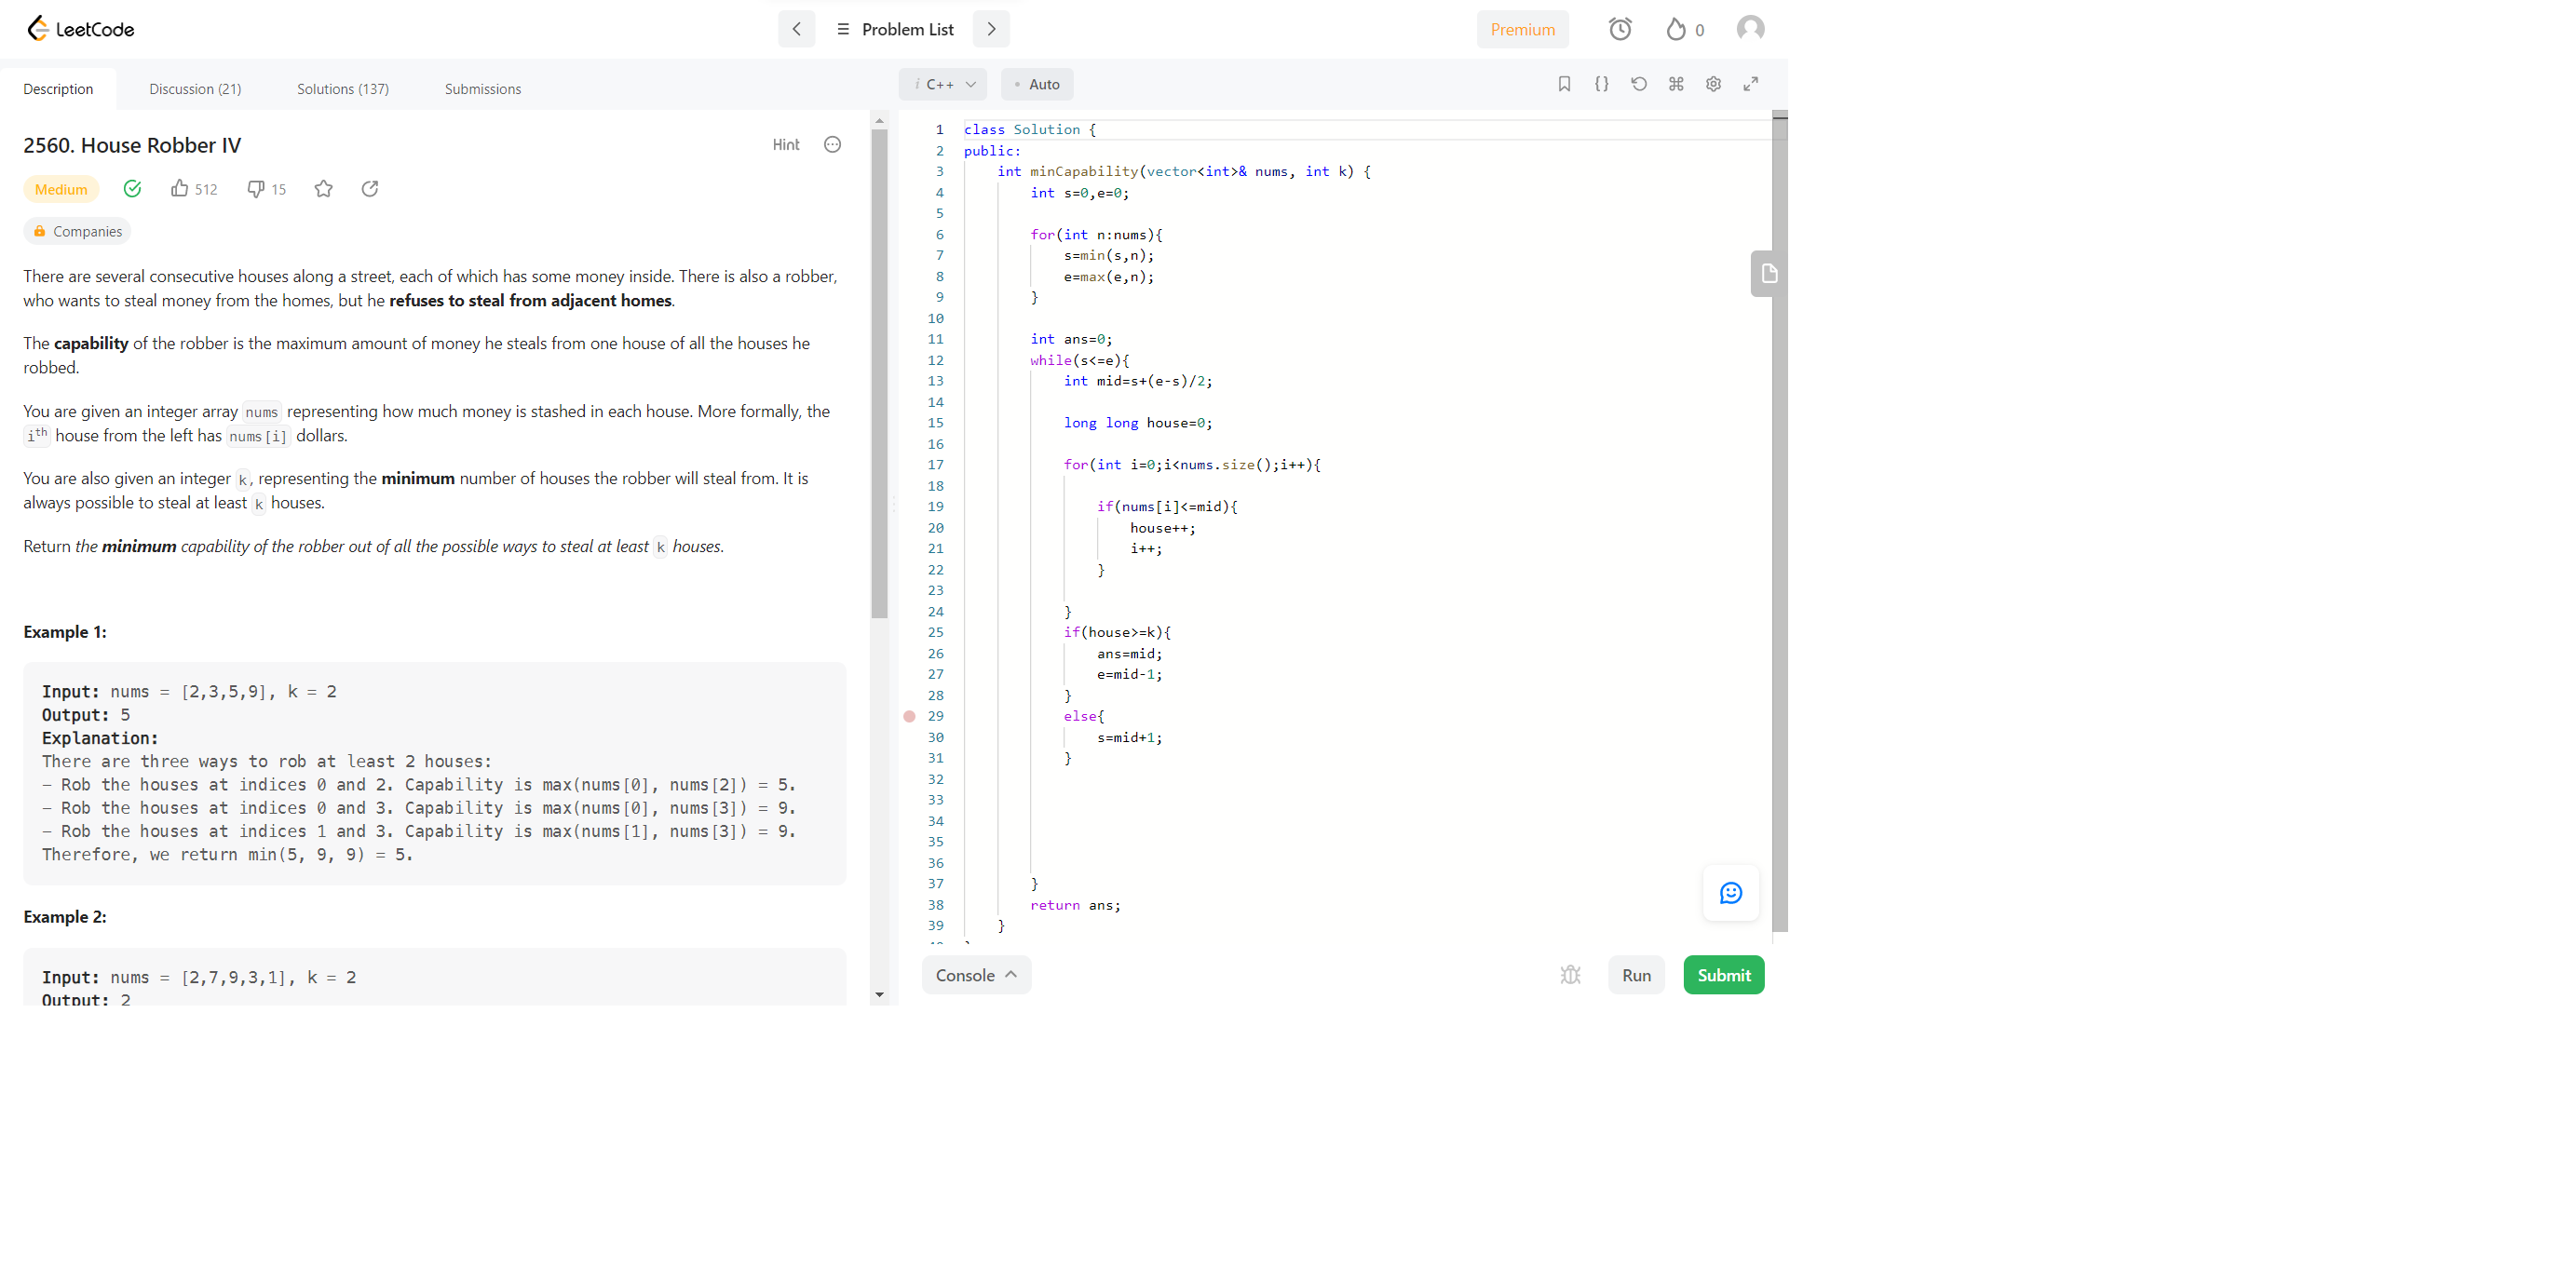 LeetCode
Problem List
Premium
0
Description
Discussion (21)
Solutions (137)
Submissions
i C++
Auto
2560. House Robber IV
Hint
Medium
512
15
Companies
There are several consecutive houses along a street, each of which has some money inside. There is also a robber,
who wants to steal money from the homes, but he refuses to steal from adjacent homes.
The capability of the robber is the maximum amount of money he steals from one house of all the houses he
robbed.
You are given an integer array nums representing how much money is stashed in each house. More formally, the
ith house from the left has nums[i] dollars.
You are also given an integer k, representing the minimum number of houses the robber will steal from. It is
always possible to steal at least k houses.
Return the minimum capability of the robber out of all the possible ways to steal at least k houses.
Example 1:
Input: nums = [2,3,5,9], k = 2
Output: 5
Explanation:
There are three ways to rob at least 2 houses:
- Rob the houses at indices 0 and 2. Capability is max(nums[0], nums[2]) = 5.
- Rob the houses at indices 0 and 3. Capability is max(nums[0], nums[3]) = 9.
- Rob the houses at indices 1 and 3. Capability is max(nums[1], nums[3]) = 9.
Therefore, we return min(5, 9, 9) = 5.
Example 2:
Input: nums = [2,7,9,3,1], k = 2
Output: 2
1 class Solution {
2 public:
3 int minCapability(vector<int>& nums, int k) {
4 int s=0,e=0;
5
6 for(int n:nums){
7 s=min(s,n);
8 e=max(e,n);
9 }
10
11 int ans=0;
12 while(s<=e){
13 int mid=s+(e-s)/2;
14
15 long long house=0;
16
17 for(int i=0;i<nums.size();i++){
18
19 if(nums[i]<=mid){
20 house++;
21 i++;
22 }
23
24 }
25 if(house>=k){
26 ans=mid;
27 e=mid-1;
28 }
29 else{
30 s=mid+1;
31 }
32
33
34
35
36
37 }
38 return ans;
39 }
Console
Run
Submit